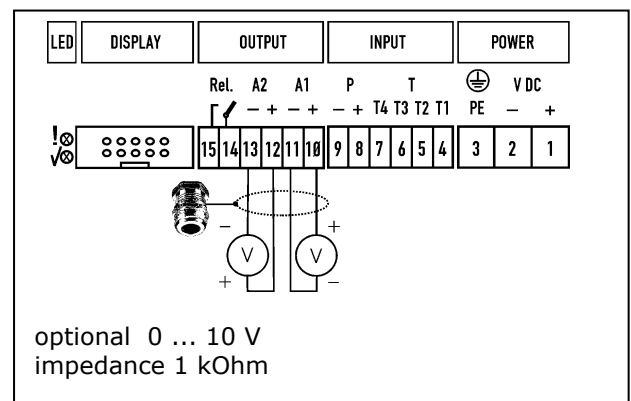 LED DISPLAY OUTPUT INPUT POWER
Rel. A2 A1 P T V DC
− + − + − + T4 T3 T2 T1 PE − +
! 15 14 13 12 11 10 9 8 7 6 5 4 3 2 1
√
− +
V V
+ −
optional 0 ... 10 V
impedance 1 kOhm